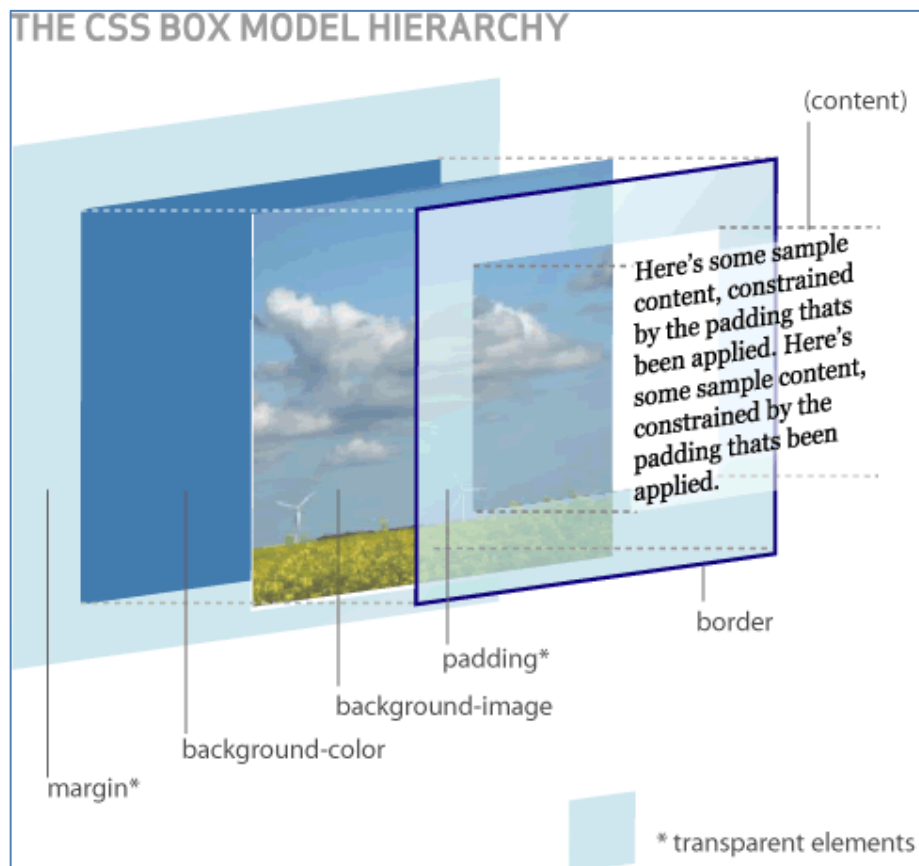 THE CSS BOX MODEL HIERARCHY
(content)
Here's some sample
content, constrained
by the padding thats
been applied. Here's
some sample content,
constrained by the
padding thats been
applied.
border
padding*
background-image
background-color
margin*
* transparent elements